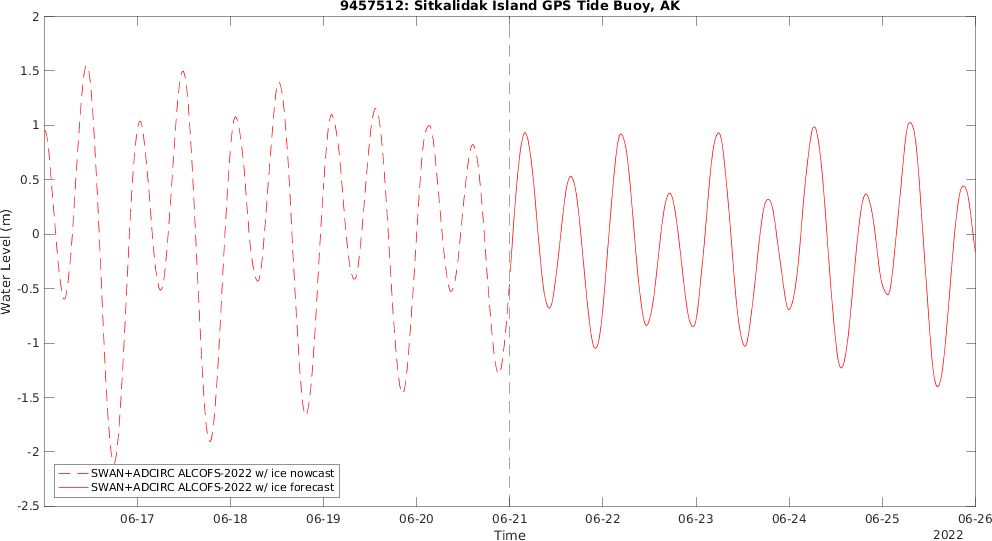 9457512: Sitkalidak Island GPS Tide Buoy, AK
2
1.5
1
0.5
0
-0.5
-1
-1.5
-2
-2.5
Water Level (m)
SWAN+ADCIRC ALCOFS-2022 w/ ice nowcast
SWAN+ADCIRC ALCOFS-2022 w/ ice forecast
06-17 06-18 06-19 06-20 06-21 06-22 06-23 06-24 06-25 06-26
Time
2022